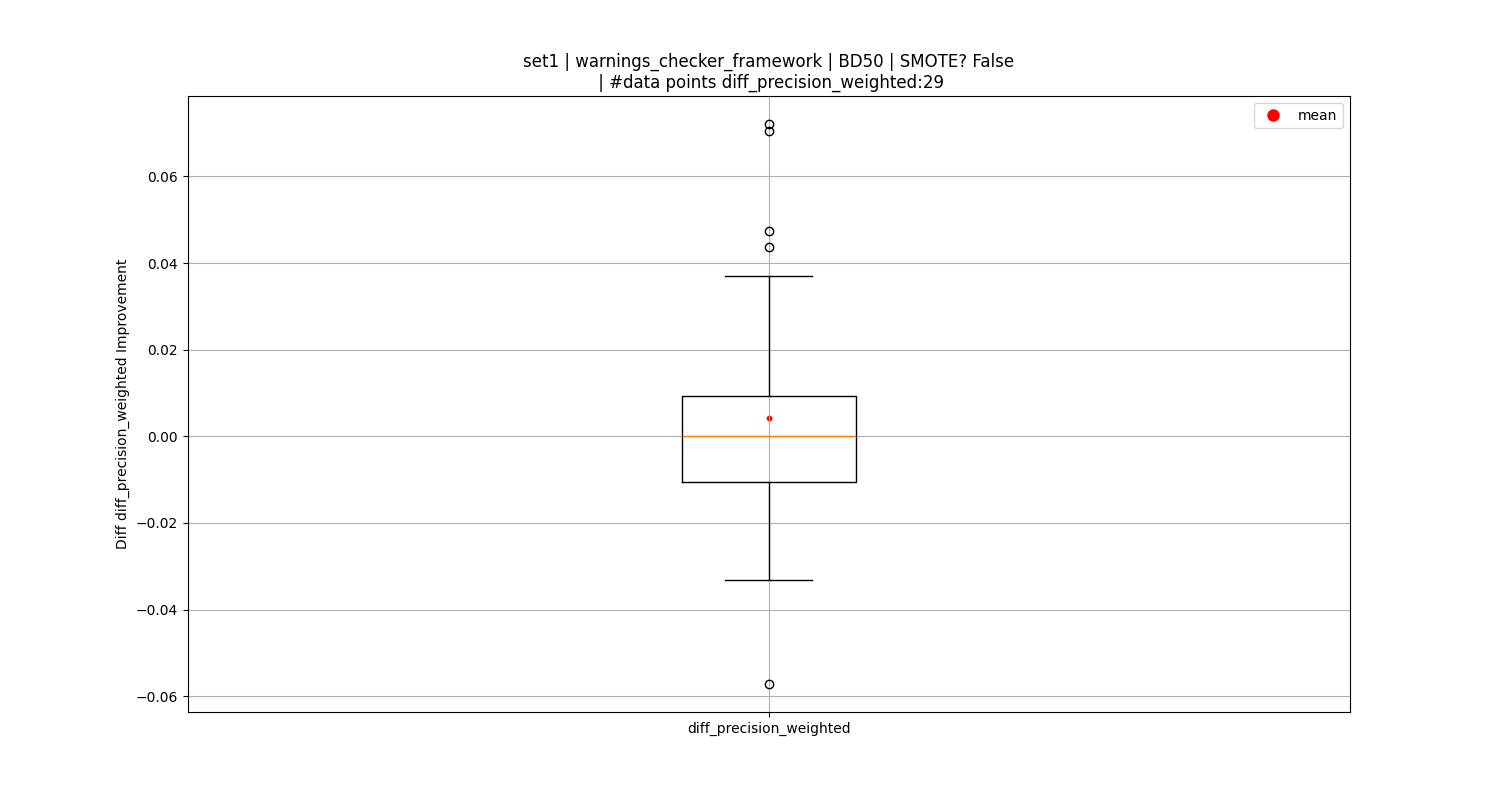 set1 | warnings_checker_framework | BD50 | SMOTE? False
| #data points diff_precision_weighted:29
mean
0.06
0.04
0.02
0.00
−0.02
−0.04
−0.06
Diff diff_precision_weighted Improvement
diff_precision_weighted